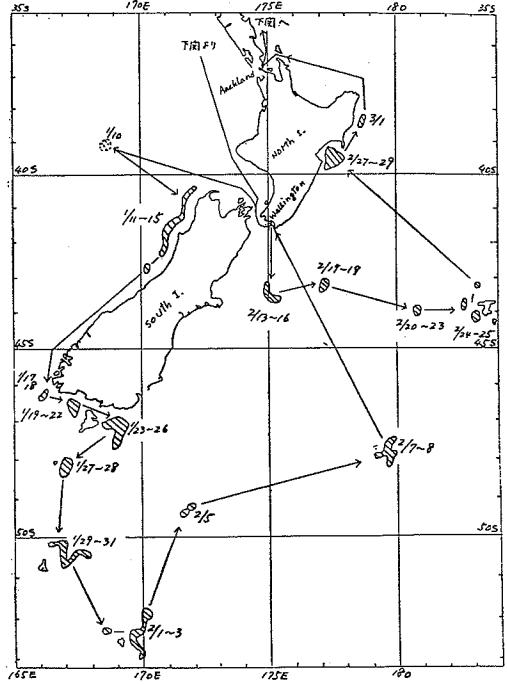 35S
170E
175E
180
35S
下関へ
下関より
Auckland
3/1
North I.
2/27~29
1/10
40S
40S
Wellington
1/11~15
2/17~19
South I.
2/13~16
2/20~23
2/24~25
45S
45S
1/17
18
1/19~22
1/23~26
2/7~8
1/27~28
2/5
50S
50S
1/29~31
2/1~3
165E
170E
175E
180